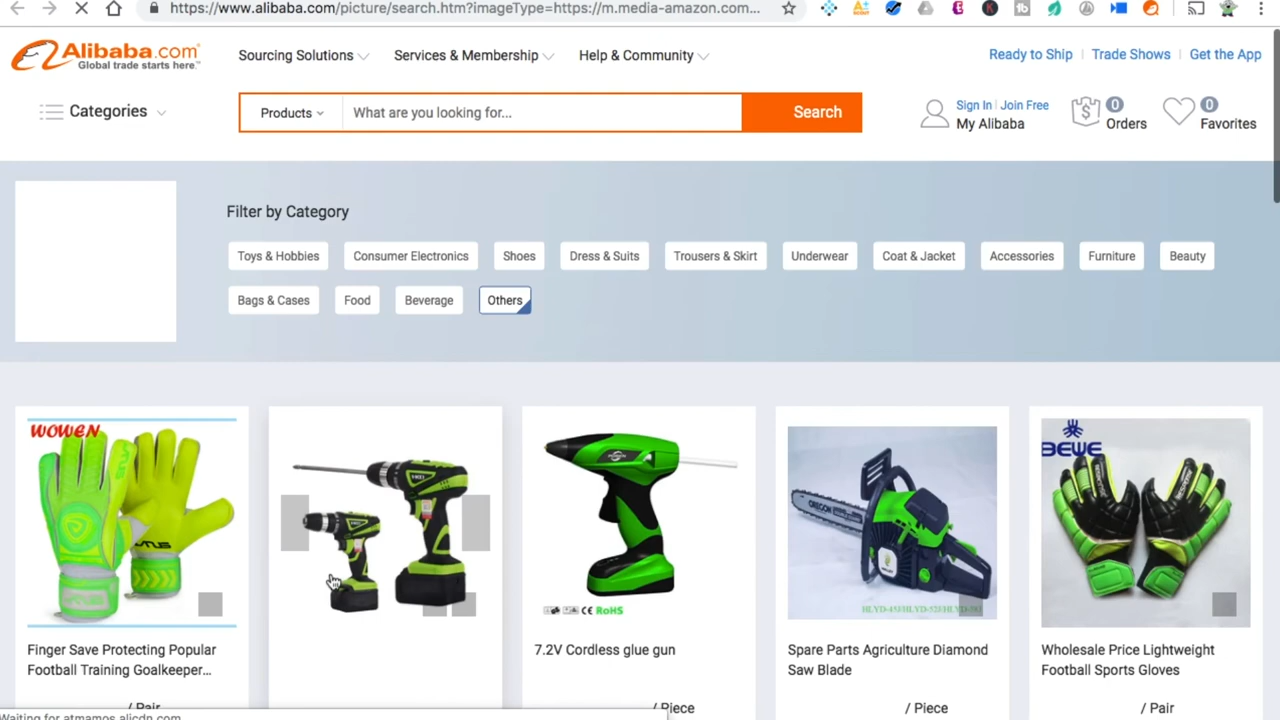 https://www.alibaba.com/picture/search.htm?imageType=https://m.media-amazon.com...
Alibaba.com
Global trade starts here.™
Sourcing Solutions
Services & Membership
Help & Community
Ready to Ship
Trade Shows
Get the App
Categories
Products
What are you looking for...
Search
Sign In
Join Free
My Alibaba
0
Orders
0
Favorites
Filter by Category
Toys & Hobbies
Consumer Electronics
Shoes
Dress & Suits
Trousers & Skirt
Underwear
Coat & Jacket
Accessories
Furniture
Beauty
Bags & Cases
Food
Beverage
Others
WOWEN
BEWE
OREGON
CE RoHS
Finger Save Protecting Popular
Football Training Goalkeeper...
7.2V Cordless glue gun
Spare Parts Agriculture Diamond
Saw Blade
Wholesale Price Lightweight
Football Sports Gloves
/ Pair
/ Piece
/ Piece
/ Pair
Waiting for atmamos.alicdn.com